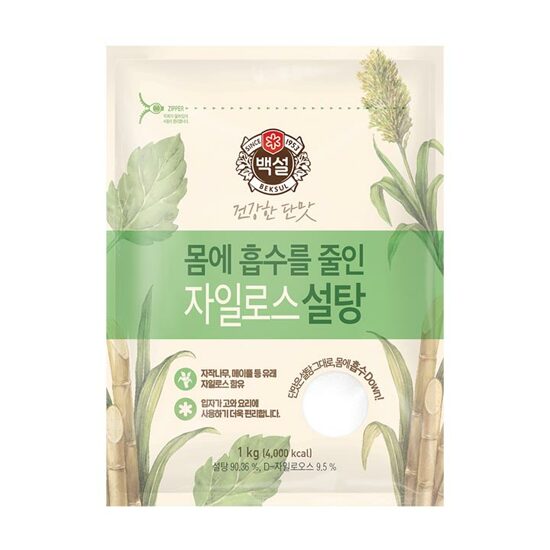 ZIPPER
SINCE 1953
백설
BEKSUL
건강한 단맛
몸에 흡수를 줄인
자일로스 설탕
자작나무, 메이플 등 유래
자일로스 함유
입자가 고와 요리에
사용하기 더욱 편리합니다.
단맛은 설탕 그대로, 몸에 흡수 Down!
1 kg (4,000 kcal)
설탕 90.36 %, D-자일로오스 9.5 %